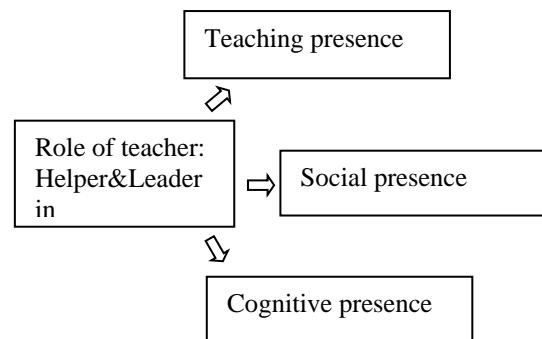 Teaching presence
Role of teacher:
Helper&Leader
in
Social presence
Cognitive presence